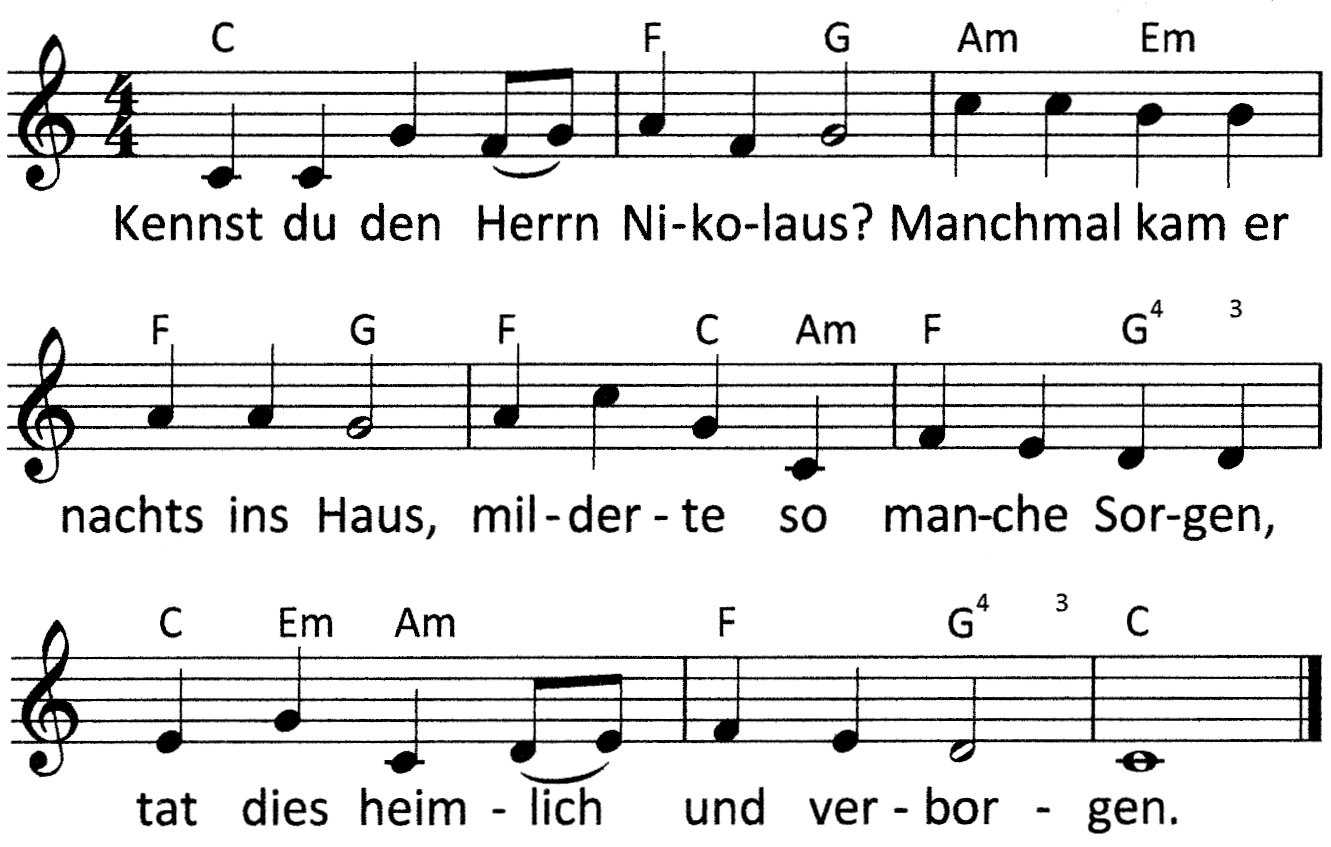 C F G Am Em
4
4
Kennst du den Herrn Ni-ko-laus? Manchmal kam er
F G F C Am F G4 3
nachts ins Haus, mil-der-te so man-che Sor-gen,
C Em Am F G4 3 C
tat dies heim-lich und ver-bor-gen.